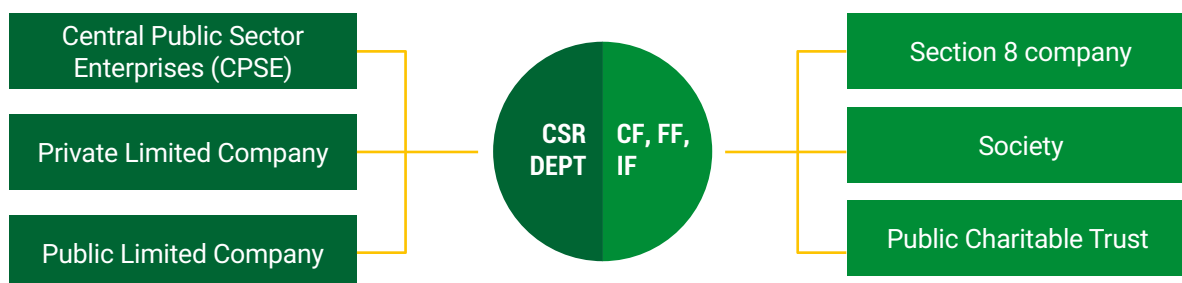 Central Public Sector
Enterprises (CPSE)
Private Limited Company
Public Limited Company
CSR
DEPT
CF, FF,
IF
Section 8 company
Society
Public Charitable Trust